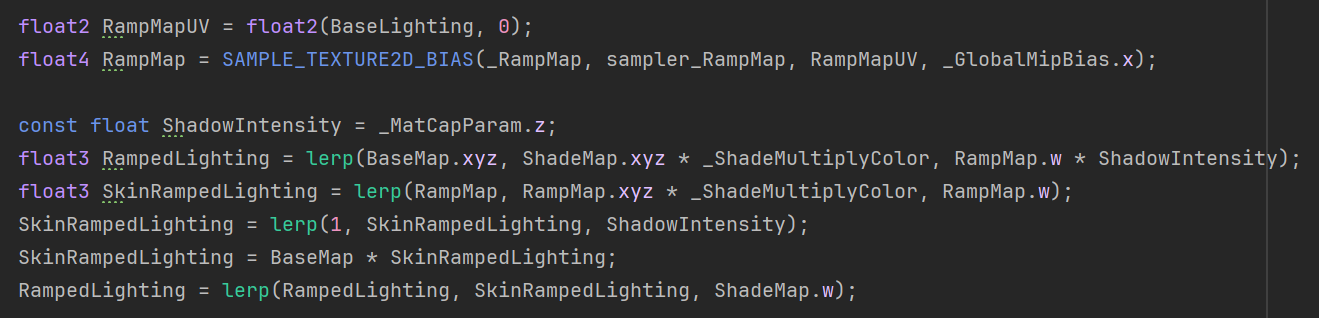 float2 RampMapUV = float2(BaseLighting, 0);
float4 RampMap = SAMPLE_TEXTURE2D_BIAS(_RampMap, sampler_RampMap, RampMapUV, _GlobalMipBias.x);
const float ShadowIntensity = _MatCapParam.z;
float3 RampedLighting = lerp(BaseMap.xyz, ShadeMap.xyz * _ShadeMultiplyColor, RampMap.w * ShadowIntensity);
float3 SkinRampedLighting = lerp(RampMap, RampMap.xyz * _ShadeMultiplyColor, RampMap.w);
SkinRampedLighting = lerp(1, SkinRampedLighting, ShadowIntensity);
SkinRampedLighting = BaseMap * SkinRampedLighting;
RampedLighting = lerp(RampedLighting, SkinRampedLighting, ShadeMap.w);